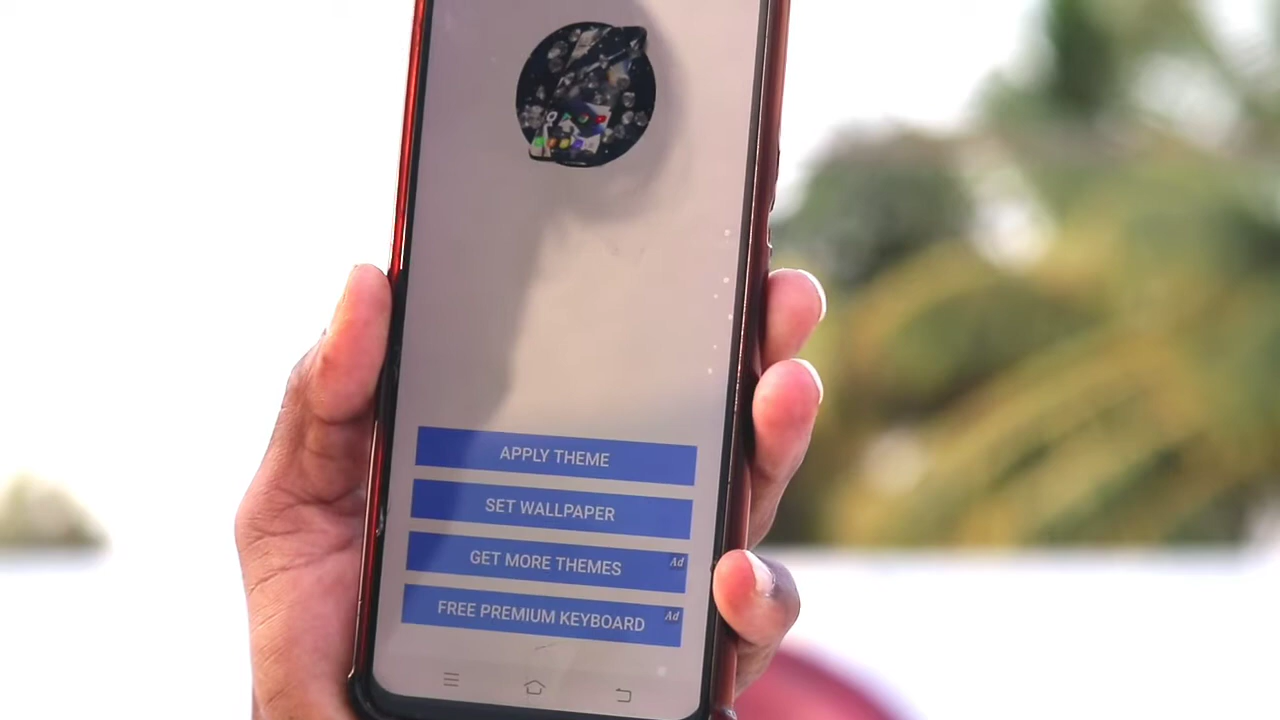 APPLY THEME
SET WALLPAPER
GET MORE THEMES Ad
FREE PREMIUM KEYBOARD Ad